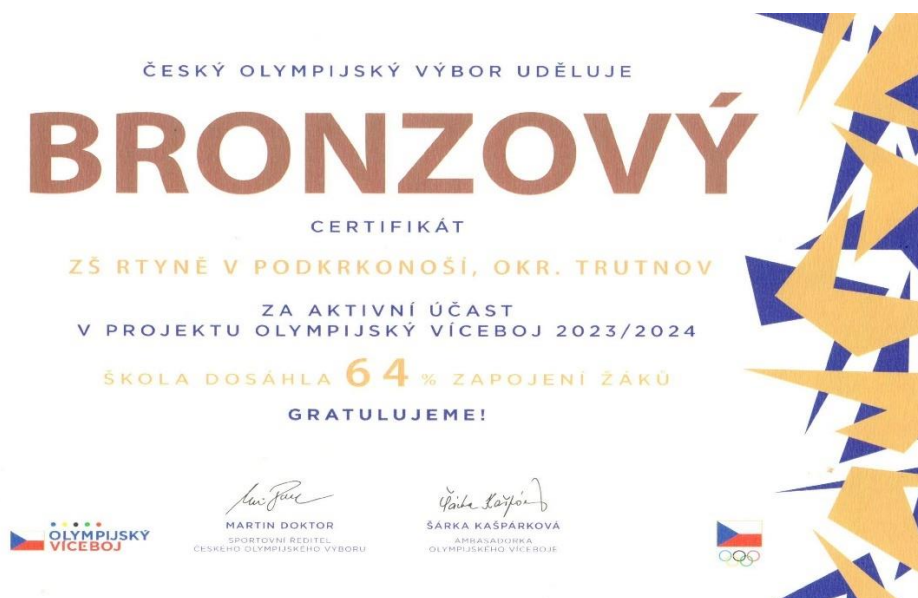 ČESKÝ OLYMPIJSKÝ VÝBOR UDĚLUJE
BRONZOVÝ
CERTIFIKÁT
ZŠ RTYNĚ V PODKRKONOŠÍ, OKR. TRUTNOV
ZA AKTIVNÍ ÚČAST
V PROJEKTU OLYMPIJSKÝ VÍCEBOJ 2023/2024
ŠKOLA DOSÁHLA 64 % ZAPOJENÍ ŽÁKŮ
GRATULUJEME!
MARTIN DOKTOR
SPORTOVNÍ ŘEDITEL
ČESKÉHO OLYMPIJSKÉHO VÝBORU
Šárka Kašpárková
ŠÁRKA KAŠPÁRKOVÁ
AMBASADORKA
OLYMPIJSKÉHO VÍCEBOJE
OLYMPIJSKÝ
VÍCEBOJ